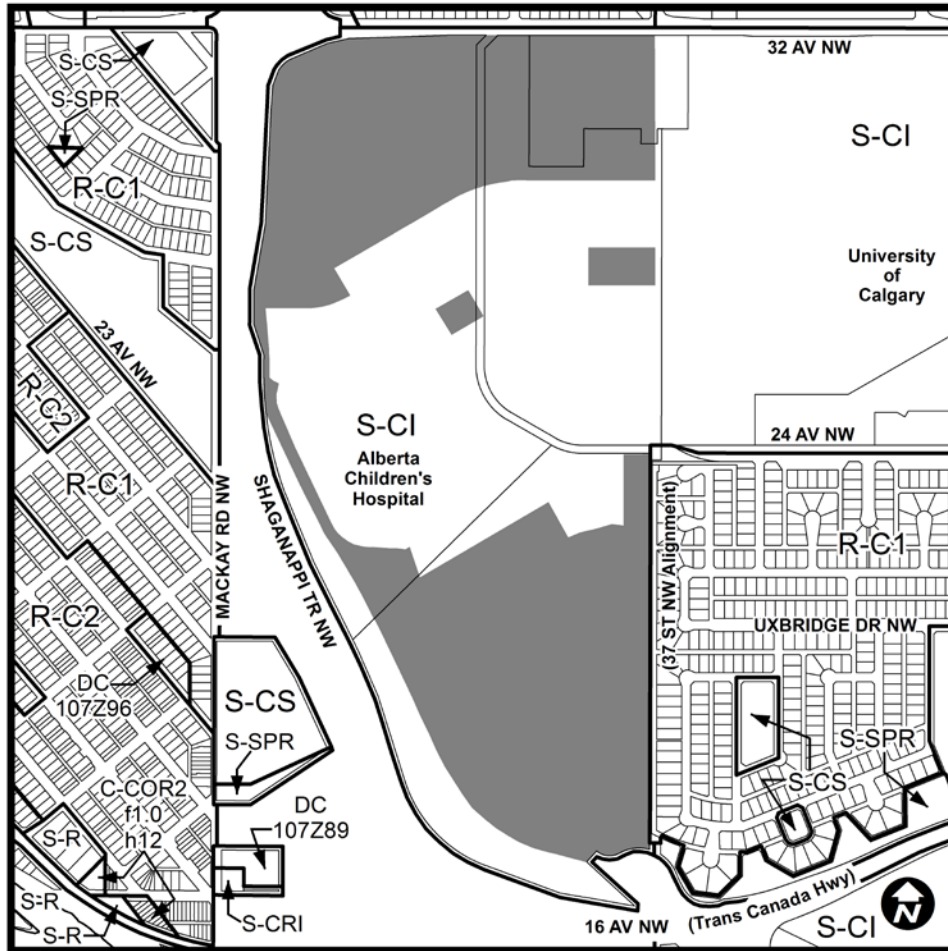 32 AV NW
S-CS
S-SPR
R-C1
S-CI
S-CS
University
of
Calgary
23 AV NW
R-C2
S-CI
Alberta
Children's
Hospital
24 AV NW
R-C1
MACKAY RD NW
SHAGANAPPI TR NW
(37 ST NW Alignment)
R-C1
R-C2
UXBRIDGE DR NW
DC
107Z96
S-CS
S-SPR
S-SPR
S-CS
C-COR2
f1.0
h12
DC
107Z89
S-R
S-R
S-R
S-CRI
16 AV NW
(Trans Canada Hwy)
S-CI
N